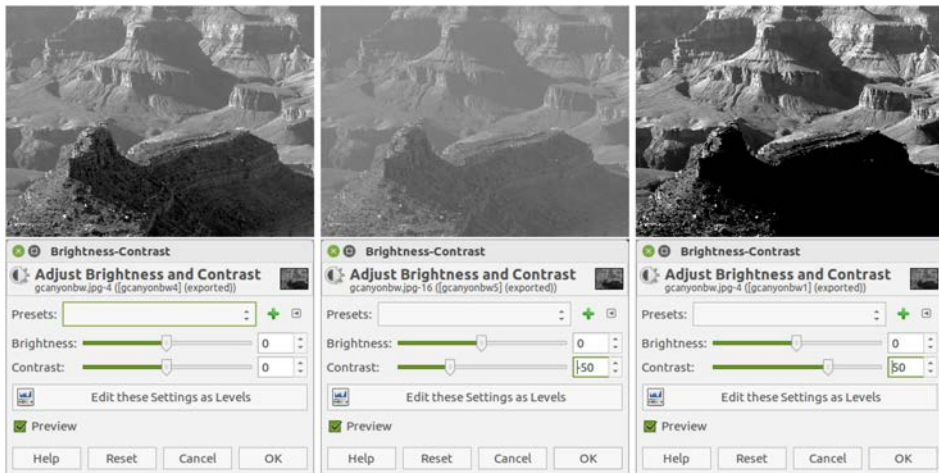 Brightness-Contrast
Adjust Brightness and Contrast
gcanyonbw.jpg-4 ([gcanyonbw4] (exported))
Presets:
Brightness: 0
Contrast: 0
Edit these Settings as Levels
Preview
Help Reset Cancel OK
Brightness-Contrast
Adjust Brightness and Contrast
gcanyonbw.jpg-16 ([gcanyonbw5] (exported))
Presets:
Brightness: 0
Contrast: -50
Edit these Settings as Levels
Preview
Help Reset Cancel OK
Brightness-Contrast
Adjust Brightness and Contrast
gcanyonbw.jpg-4 ([gcanyonbw1] (exported))
Presets:
Brightness: 0
Contrast: 50
Edit these Settings as Levels
Preview
Help Reset Cancel OK